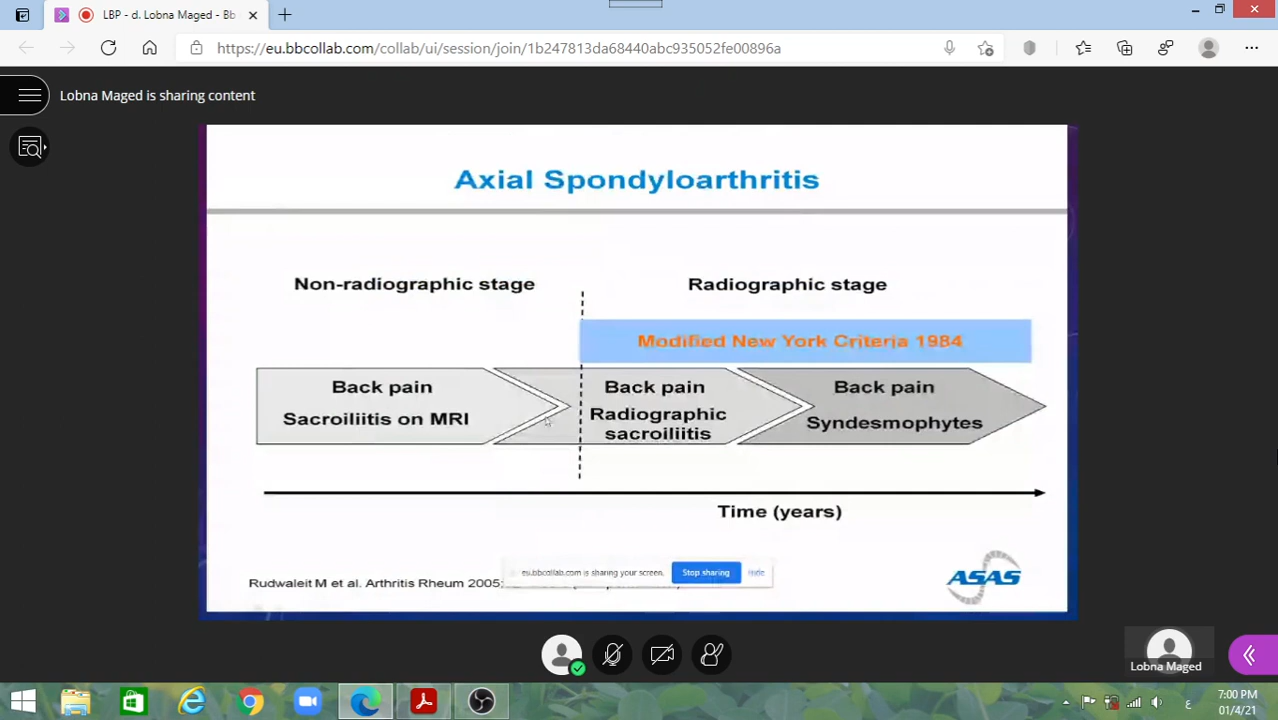 LBP - d. Lobna Maged - Bb
https://eu.bbcollab.com/collab/ui/session/join/1b247813da68440abc935052fe00896a
Lobna Maged is sharing content
Axial Spondyloarthritis
Non-radiographic stage
Radiographic stage
Modified New York Criteria 1984
Back pain
Sacroiliitis on MRI
Back pain
Radiographic
sacroiliitis
Back pain
Syndesmophytes
Time (years)
eu.bbcollab.com is sharing your screen.
Stop sharing
Hide
Rudwaleit M et al. Arthritis Rheum 2005;
ASAS
Lobna Maged
7:00 PM
ع
01/4/21